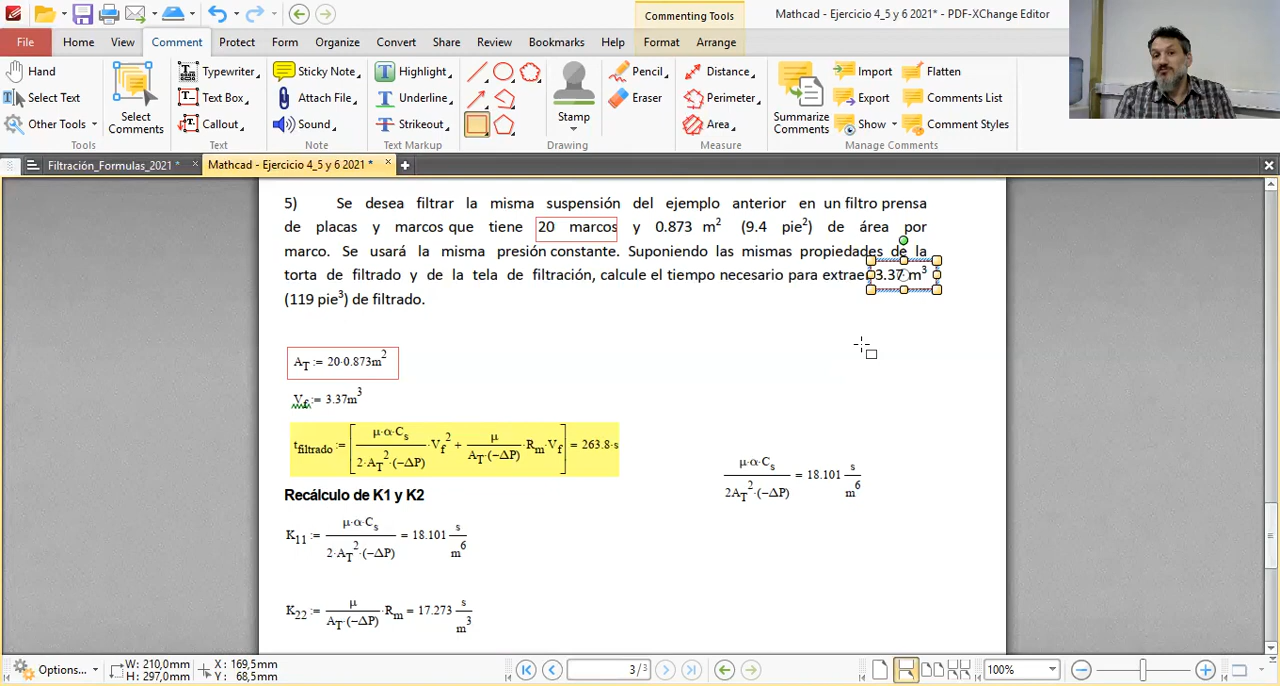 Commenting Tools
Mathcad - Ejercicio 4_5 y 6 2021* - PDF-XChange Editor
File Home View Comment Protect Form Organize Convert Share Review Bookmarks Help Format Arrange
Hand
Select Text
Other Tools
Select Comments
Tools
Typewriter
Text Box
Callout
Text
Sticky Note
Attach File
Sound
Note
Highlight
Underline
Strikeout
Text Markup
Pencil
Eraser
Drawing
Stamp
Distance
Perimeter
Area
Measure
Summarize Comments
Import
Export
Show
Flatten
Comments List
Comment Styles
Manage Comments
Filtración_Formulas_2021 *
Mathcad - Ejercicio 4_5 y 6 2021 *
5) Se desea filtrar la misma suspensión del ejemplo anterior en un filtro prensa
de placas y marcos que tiene 20 marcos y 0.873 m² (9.4 pie²) de área por
marco. Se usará la misma presión constante. Suponiendo las mismas propiedades de la
torta de filtrado y de la tela de filtración, calcule el tiempo necesario para extraer 3.37 m³
(119 pie³) de filtrado.
A_T := 20·0.873m²
V_f := 3.37m³
t_filtrado := [ μ·α·C_s / 2·A_T²·(−ΔP) ·V_f² + μ / A_T·(−ΔP) ·R_m·V_f ] = 263.8·s
μ·α·C_s / 2A_T²·(−ΔP) = 18.101 s/m⁶
Recálculo de K1 y K2
K₁₁ := μ·α·C_s / 2·A_T²·(−ΔP) = 18.101 s/m⁶
K₂₂ := μ / A_T·(−ΔP) ·R_m = 17.273 s/m³
Options...
W: 210,0mm
H: 297,0mm
X: 169,5mm
Y: 68,5mm
3/3
100%